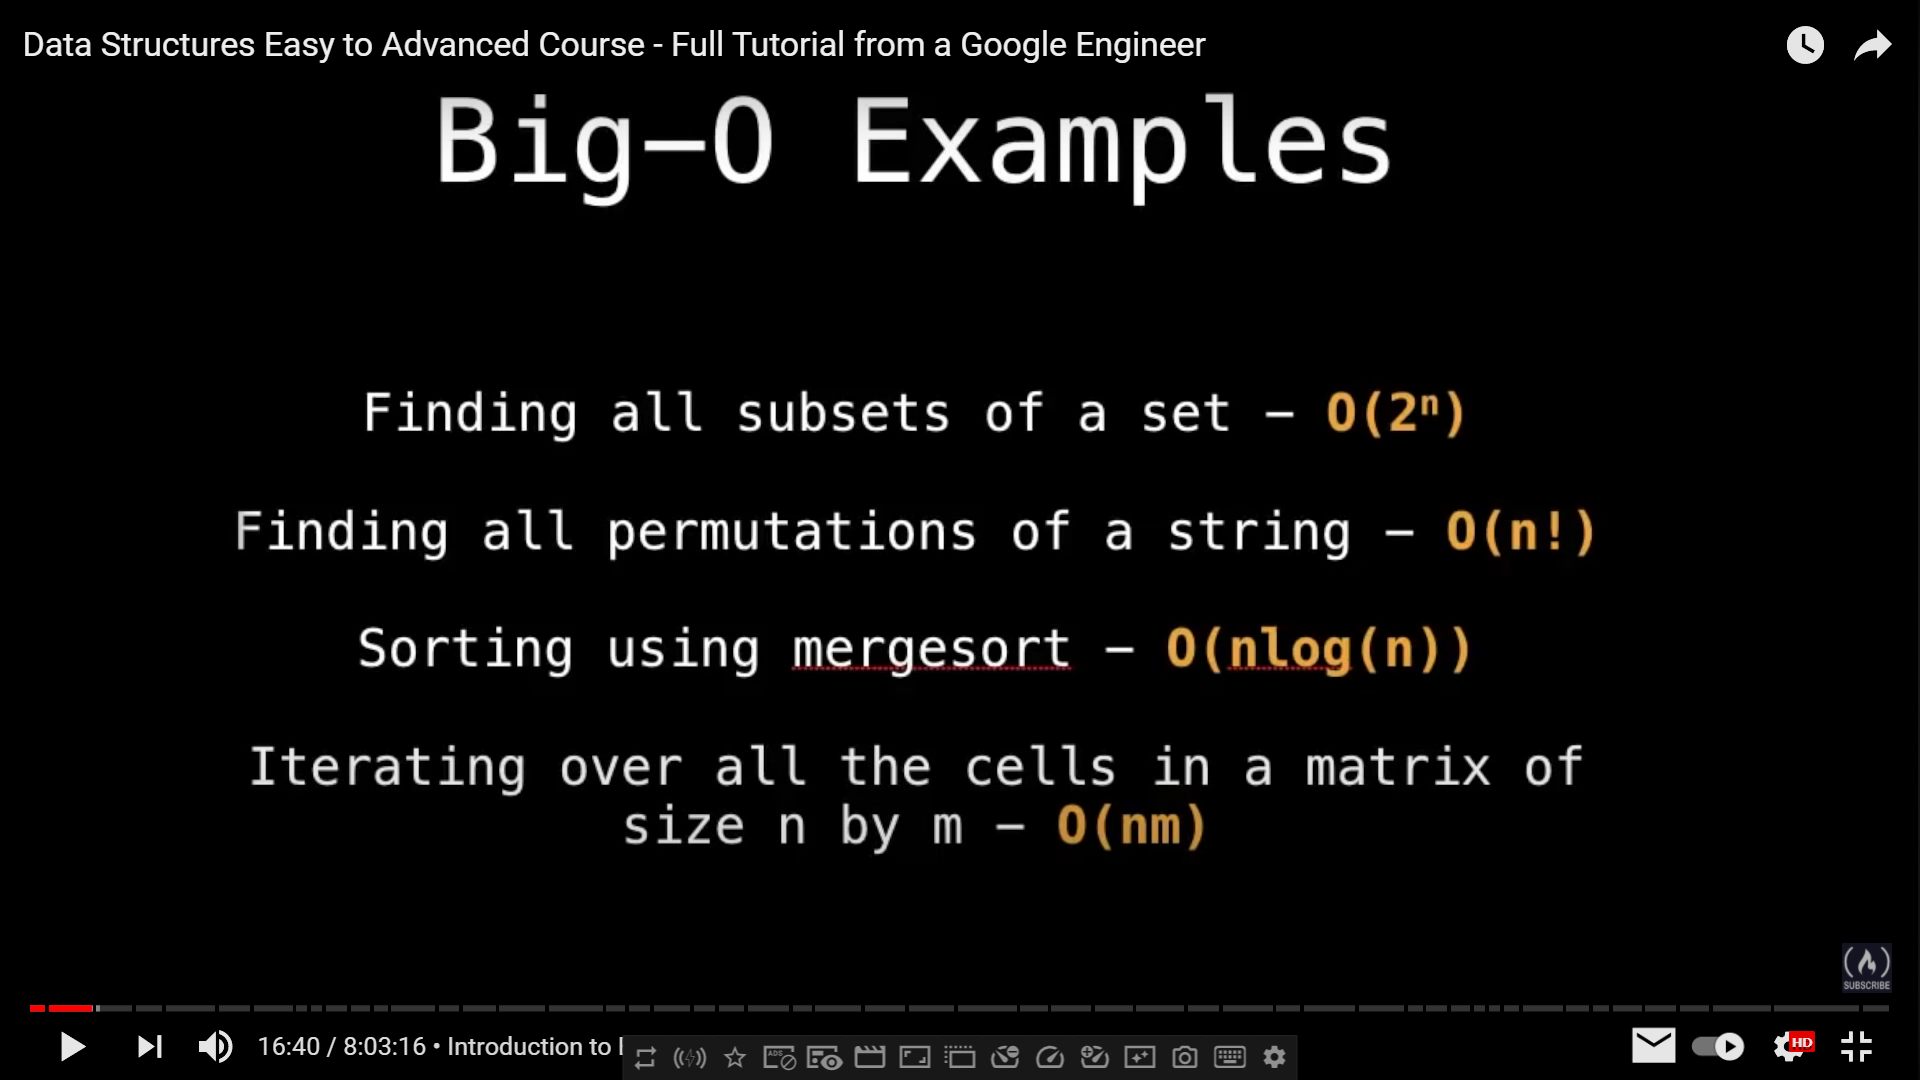 Data Structures Easy to Advanced Course - Full Tutorial from a Google Engineer
Big-O Examples
Finding all subsets of a set – O(2ⁿ)
Finding all permutations of a string – O(n!)
Sorting using mergesort – O(nlog(n))
Iterating over all the cells in a matrix of
size n by m – O(nm)
SUBSCRIBE
16:40 / 8:03:16 • Introduction to
ADS
HD